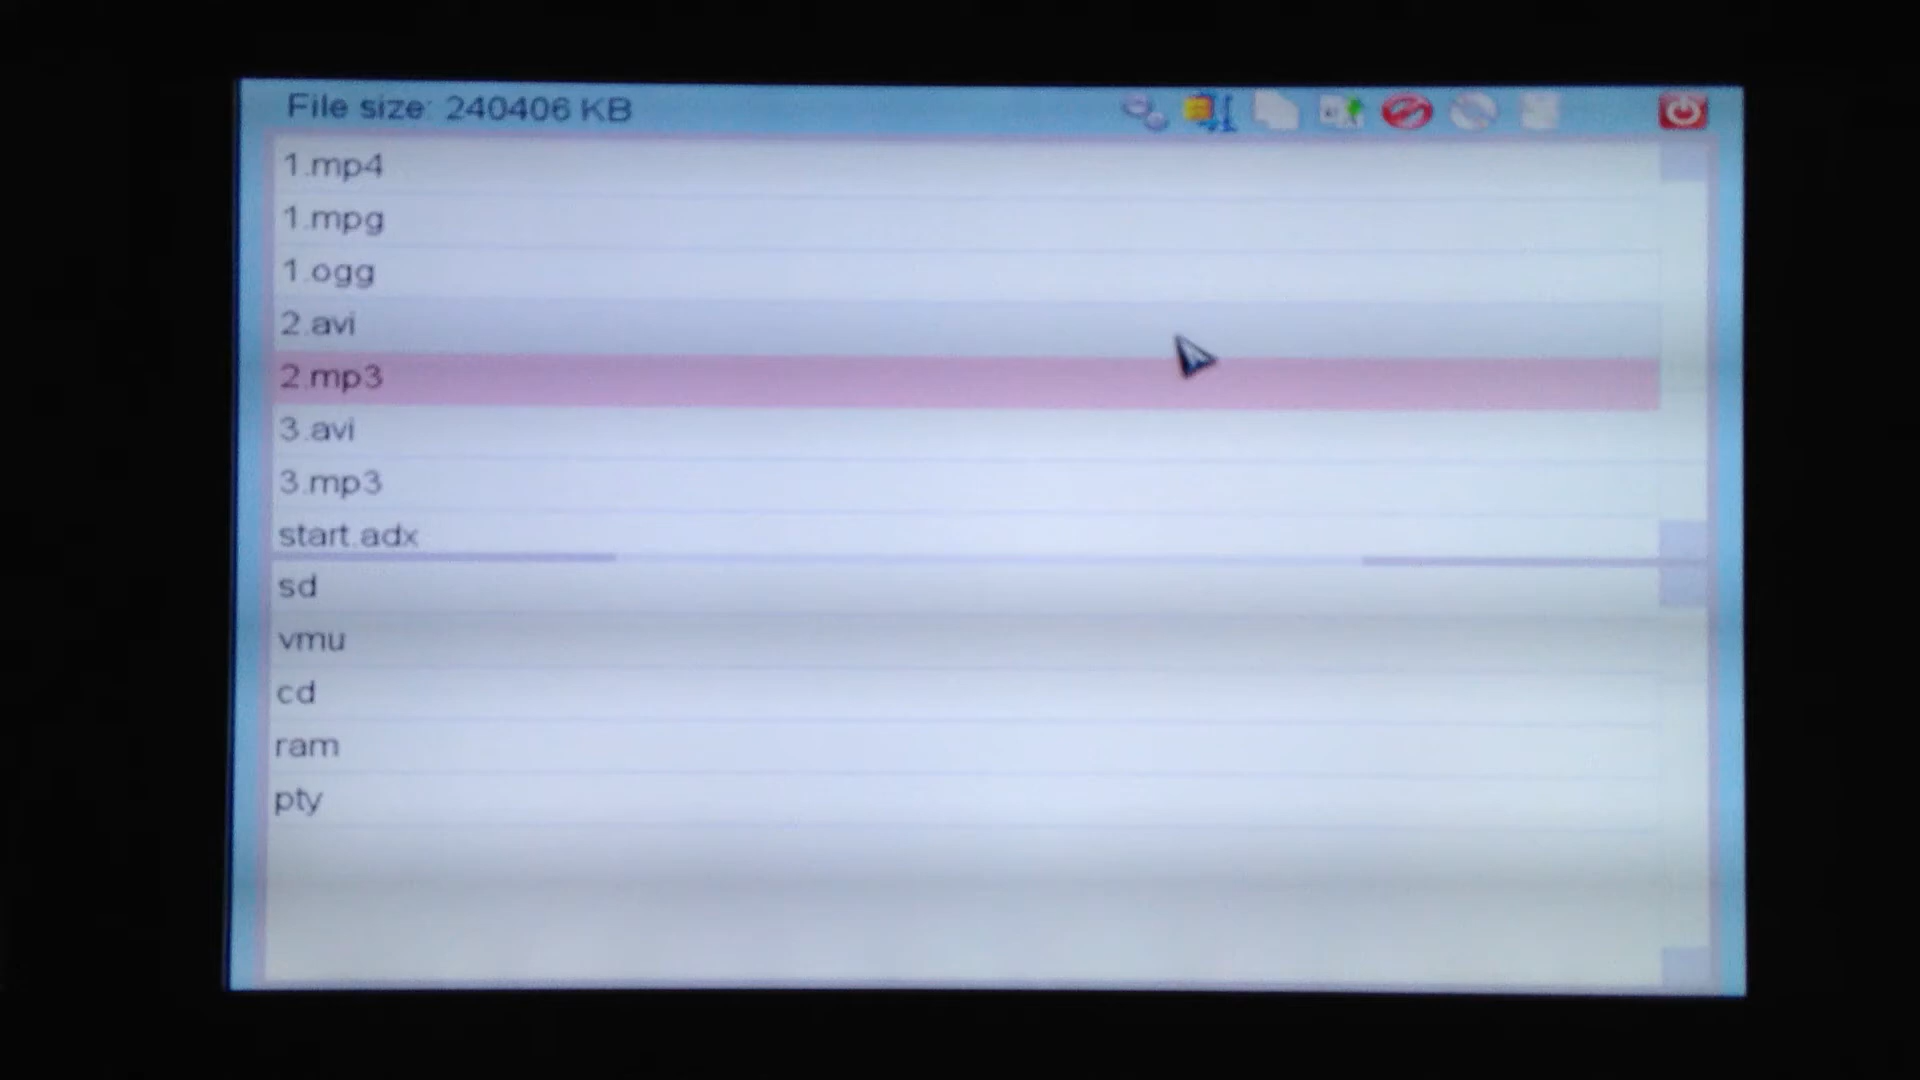 File size: 240406 KB
1.mp4
1.mpg
1.ogg
2.avi
2.mp3
3.avi
3.mp3
start.adx
sd
vmu
cd
ram
pty